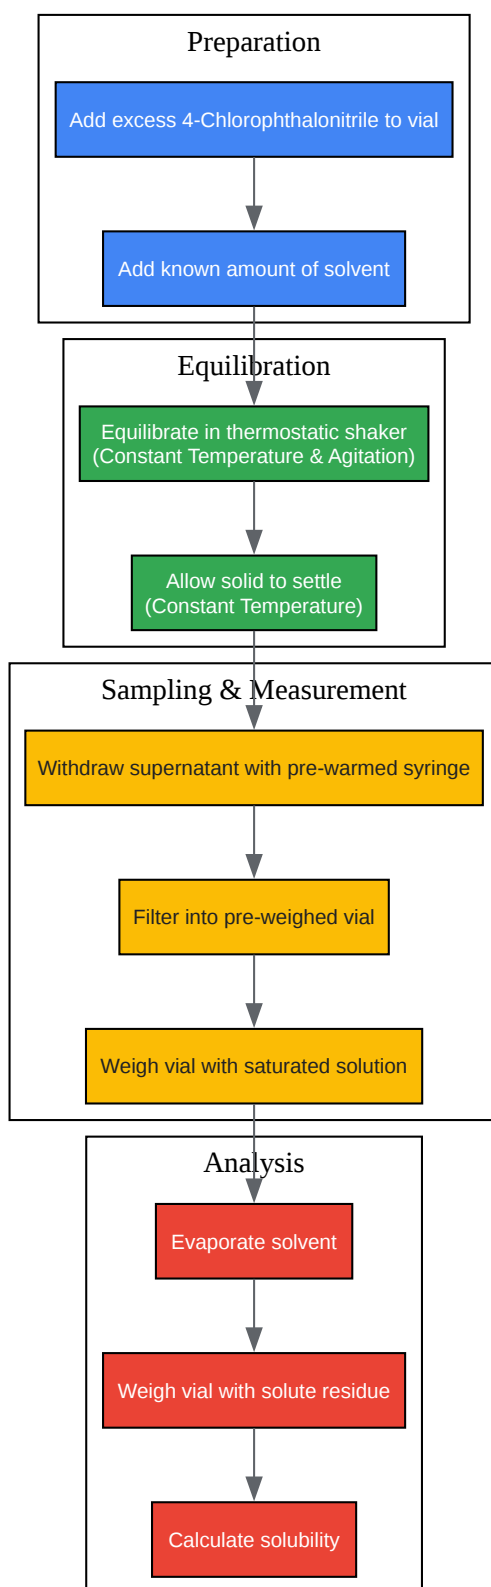 Preparation
Add excess 4-Chlorophthalonitrile to vial
Add known amount of solvent
Equilibration
Equilibrate in thermostatic shaker
(Constant Temperature & Agitation)
Allow solid to settle
(Constant Temperature)
Sampling & Measurement
Withdraw supernatant with pre-warmed syringe
Filter into pre-weighed vial
Weigh vial with saturated solution
Analysis
Evaporate solvent
Weigh vial with solute residue
Calculate solubility